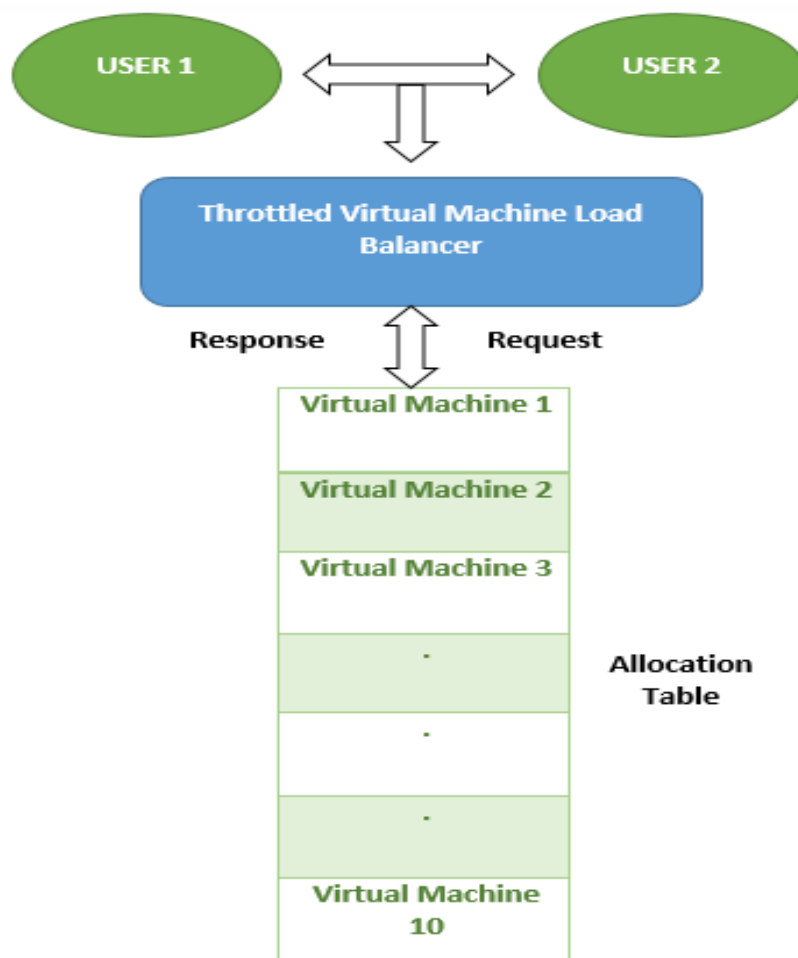 USER 1
USER 2
Throttled Virtual Machine Load
Balancer
Response
Request
Virtual Machine 1
Virtual Machine 2
Virtual Machine 3
.
.
.
Allocation
Table
Virtual Machine
10